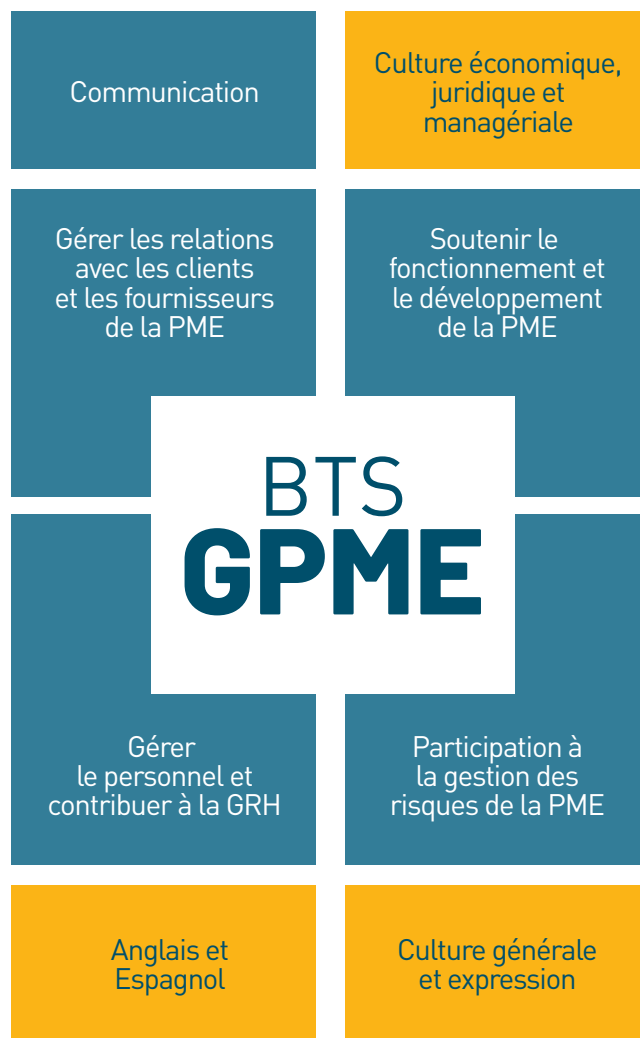 Communication
Culture économique,
juridique et
managériale
Gérer les relations
avec les clients
et les fournisseurs
de la PME
Soutenir le
fonctionnement et
le développement
de la PME
BTS
GPME
Gérer
le personnel et
contribuer à la GRH
Participation à
la gestion des
risques de la PME
Anglais et
Espagnol
Culture générale
et expression